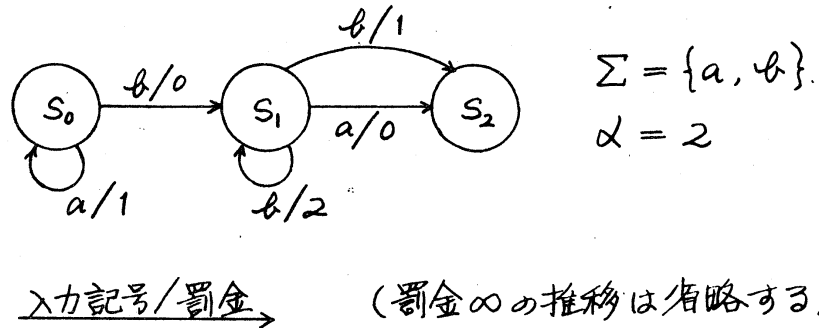 b/1
Σ = {a, b}.
S₀ b/0 S₁ a/0 S₂
α = 2
a/1 b/2
入力記号/罰金 (罰金∞の推移は省略する.